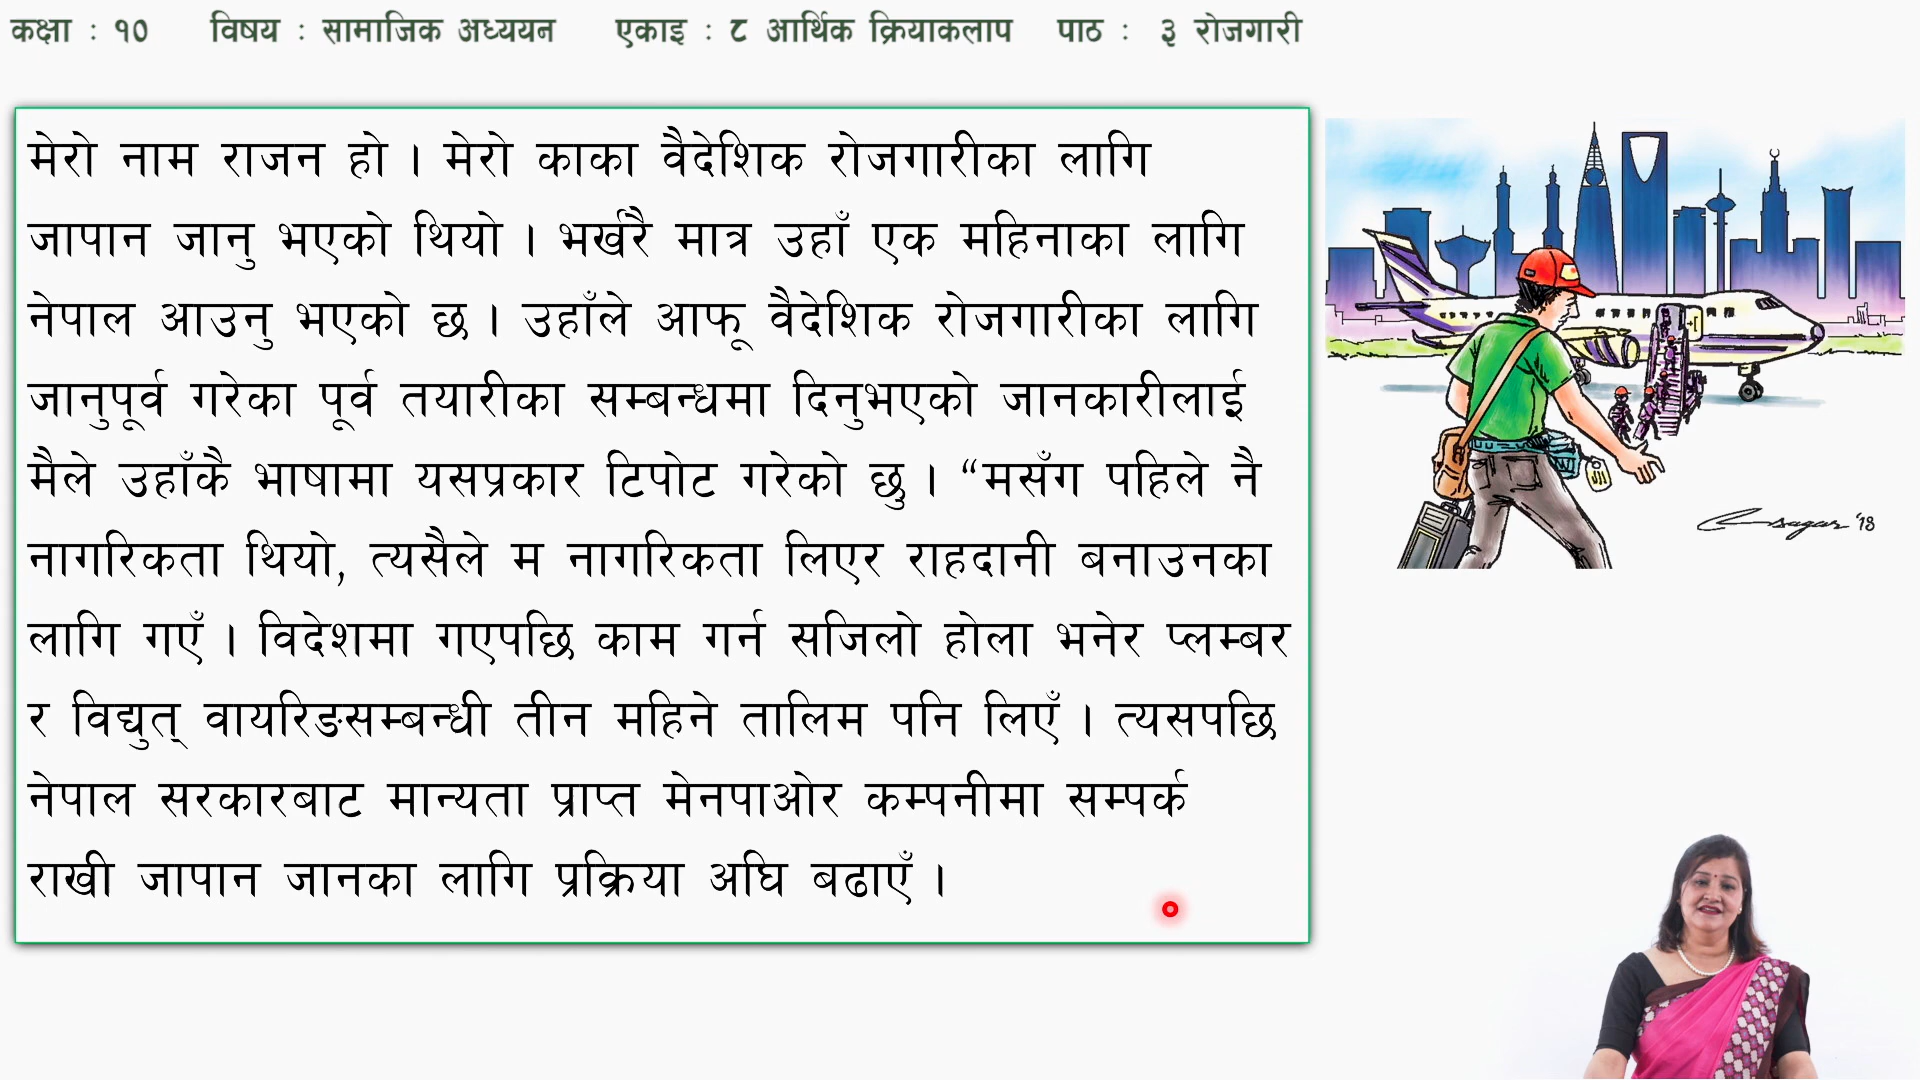 कक्षा : १० विषय : सामाजिक अध्ययन एकाइ : ८ आर्थिक क्रियाकलाप पाठ : ३ रोजगारी
मेरो नाम राजन हो । मेरो काका वैदेशिक रोजगारीका लागि
जापान जानु भएको थियो । भर्खरै मात्र उहाँ एक महिनाका लागि
नेपाल आउनु भएको छ । उहाँले आफू वैदेशिक रोजगारीका लागि
जानुपूर्व गरेका पूर्व तयारीका सम्बन्धमा दिनुभएको जानकारीलाई
मैले उहाँकै भाषामा यसप्रकार टिपोट गरेको छु । “मसँग पहिले नै
नागरिकता थियो, त्यसैले म नागरिकता लिएर राहदानी बनाउनका
लागि गएँ । विदेशमा गएपछि काम गर्न सजिलो होला भनेर प्लम्बर
र विद्युत् वायरिङसम्बन्धी तीन महिने तालिम पनि लिएँ । त्यसपछि
नेपाल सरकारबाट मान्यता प्राप्त मेनपाओर कम्पनीमा सम्पर्क
राखी जापान जानका लागि प्रक्रिया अघि बढाएँ ।
sagar '18